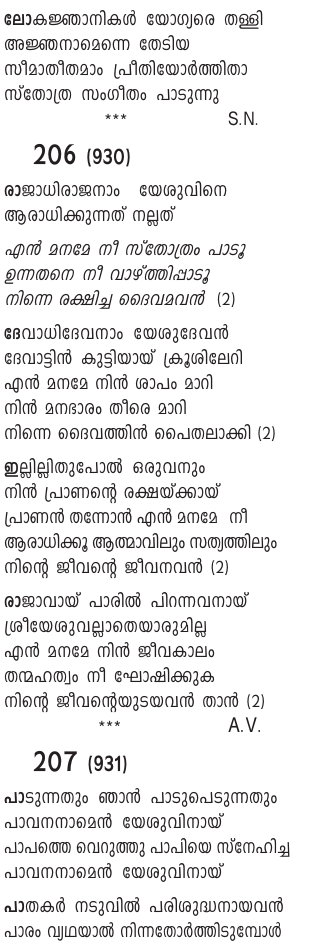 ലോകജ്ഞാനികൾ യോഗ്യരെ തള്ളി
അജ്ഞനാമെന്നെ തേടിയ
സീമാതീതമാം പ്രീതിയോർത്തിതാ
സ്തോത്ര സംഗീതം പാടുന്നു
*** S.N.
206 (930)
രാജാധിരാജനാം യേശുവിനെ
ആരാധിക്കുന്നത് നല്ലത്
എൻ മനമേ നീ സ്തോത്രം പാടൂ
ഉന്നതനെ നീ വാഴ്ത്തിപ്പാടൂ
നിന്നെ രക്ഷിച്ച ദൈവമവൻ (2)
ദേവാധിദേവനാം യേശുദേവൻ
ദേവാട്ടിൻ കുട്ടിയായ് ക്രൂശിലേറി
എൻ മനമേ നിൻ ശാപം മാറി
നിൻ മനഭാരം തീരെ മാറി
നിന്നെ ദൈവത്തിൻ പൈതലാക്കി (2)
ഇല്ലില്ലിതുപോൽ ഒരുവനും
നിൻ പ്രാണന്റെ രക്ഷയ്ക്കായ്
പ്രാണൻ തന്നോൻ എൻ മനമേ നീ
ആരാധിക്കൂ ആത്മാവിലും സത്യത്തിലും
നിന്റെ ജീവന്റെ ജീവനവൻ (2)
രാജാവായ് പാരിൽ പിറന്നവനായ്
ശ്രീയേശുവല്ലാതെയാരുമില്ല
എൻ മനമേ നിൻ ജീവകാലം
തന്മഹത്വം നീ ഘോഷിക്കുക
നിന്റെ ജീവന്റെയുടയവൻ താൻ (2)
*** A.V.
207 (931)
പാടുന്നതും ഞാൻ പാടുപെടുന്നതും
പാവനനാമെൻ യേശുവിനായ്
പാപത്തെ വെറുത്തു പാപിയെ സ്നേഹിച്ച
പാവനനാമെൻ യേശുവിനായ്
പാതകർ നടുവിൽ പരിശുദ്ധനായവൻ
പാരം വ്യഥയാൽ നിന്നതോർത്തിടുമ്പോൾ